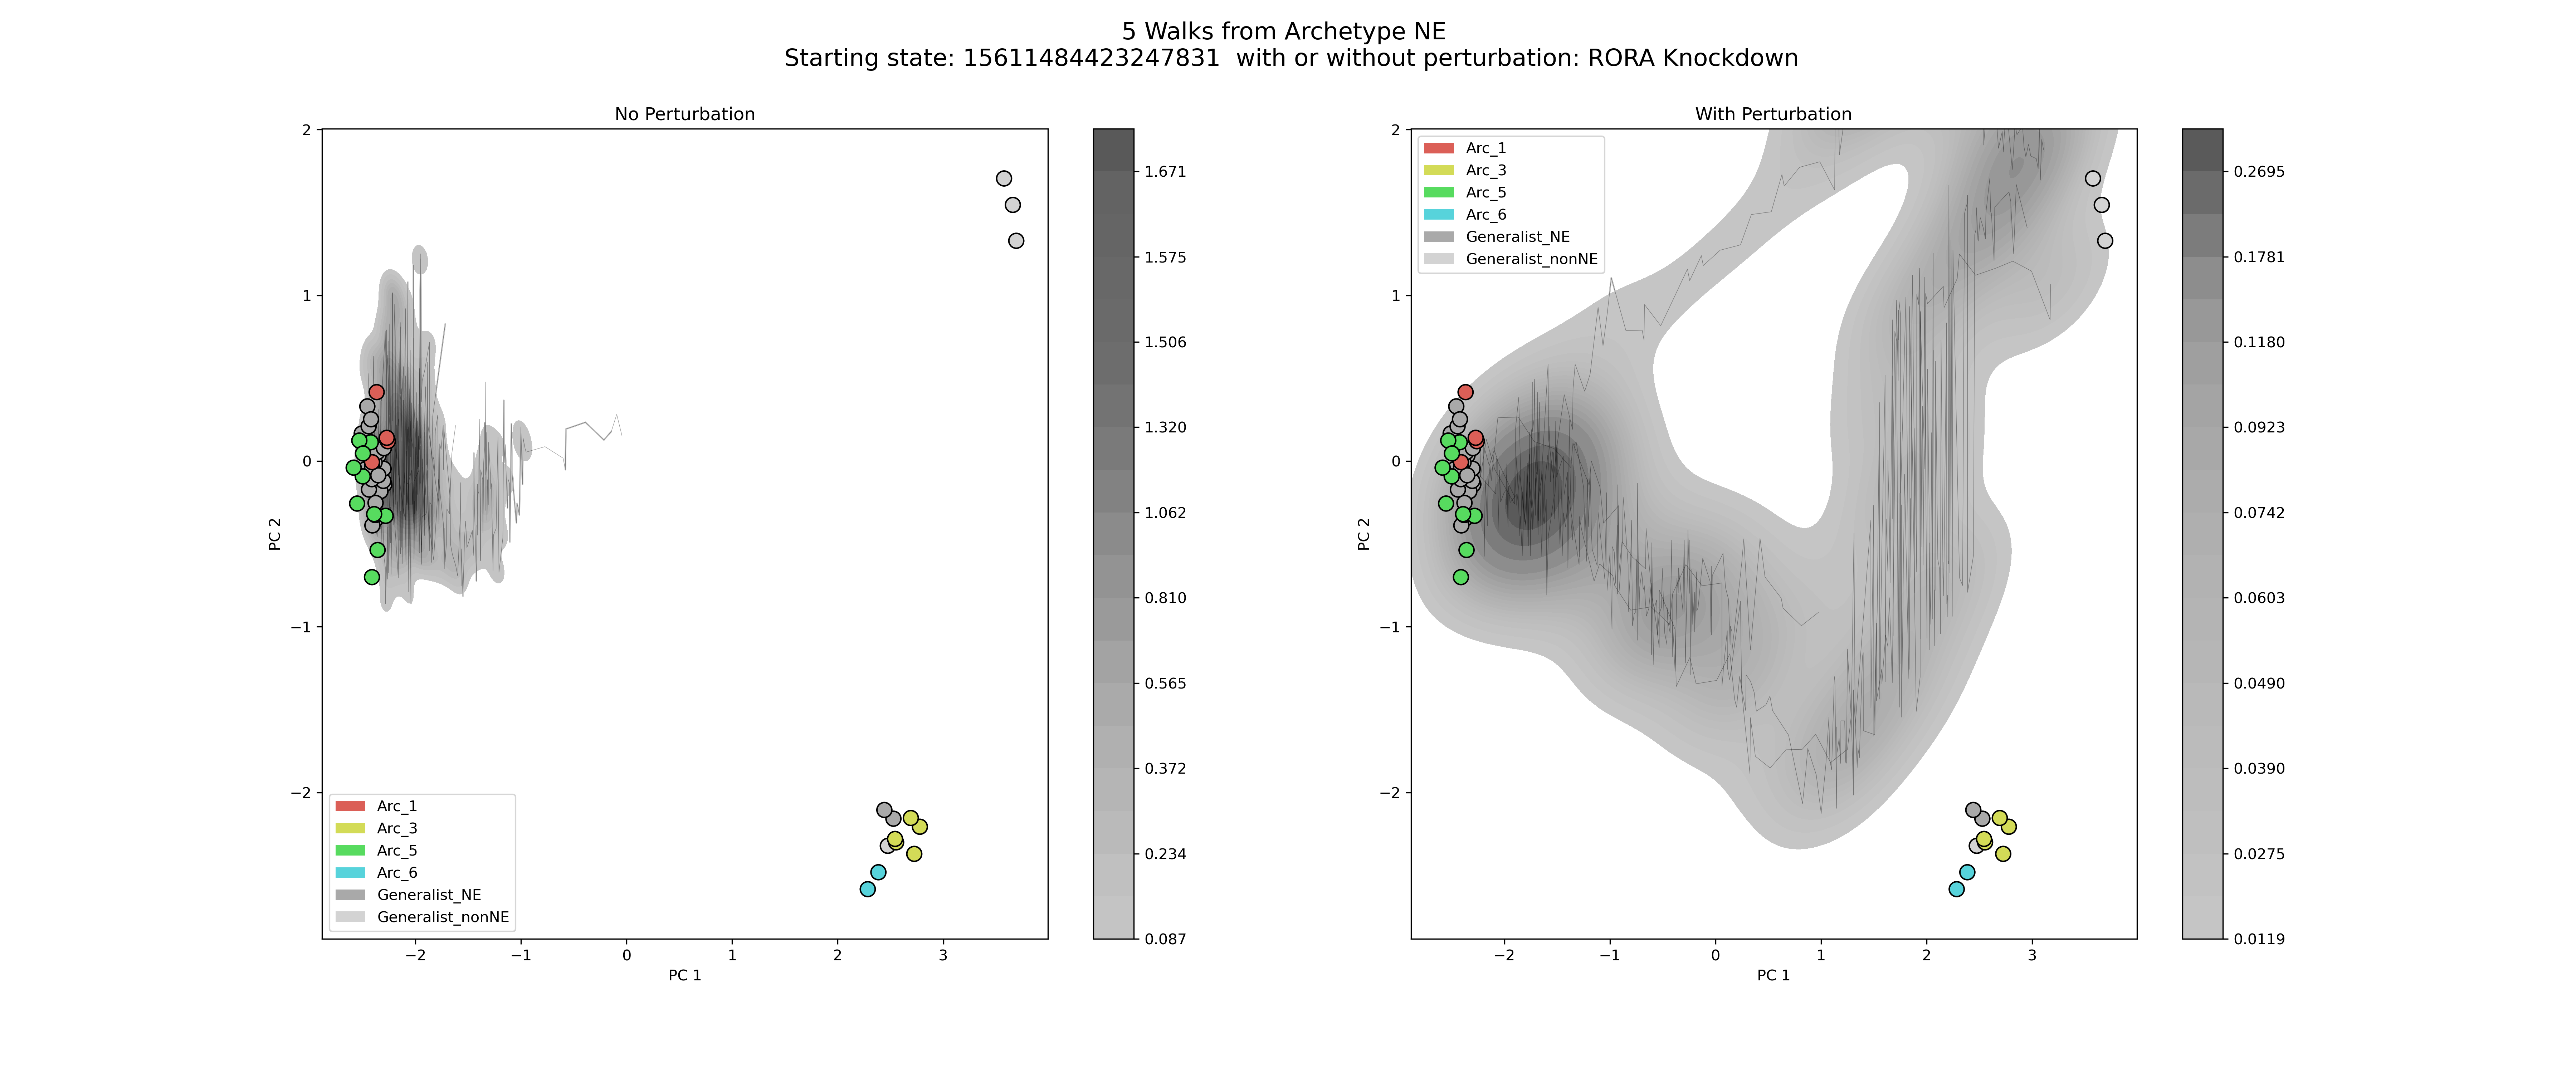 5 Walks from Archetype NE
Starting state: 15611484423247831  with or without perturbation: RORA Knockdown
No Perturbation
2
1
0
−1
−2
PC 2
−2
−1
0
1
2
3
PC 1
Arc_1
Arc_3
Arc_5
Arc_6
Generalist_NE
Generalist_nonNE
1.671
1.575
1.506
1.320
1.062
0.810
0.565
0.372
0.234
0.087
With Perturbation
Arc_1
Arc_3
Arc_5
Arc_6
Generalist_NE
Generalist_nonNE
2
1
0
−1
−2
PC 2
−2
−1
0
1
2
3
PC 1
0.2695
0.1781
0.1180
0.0923
0.0742
0.0603
0.0490
0.0390
0.0275
0.0119